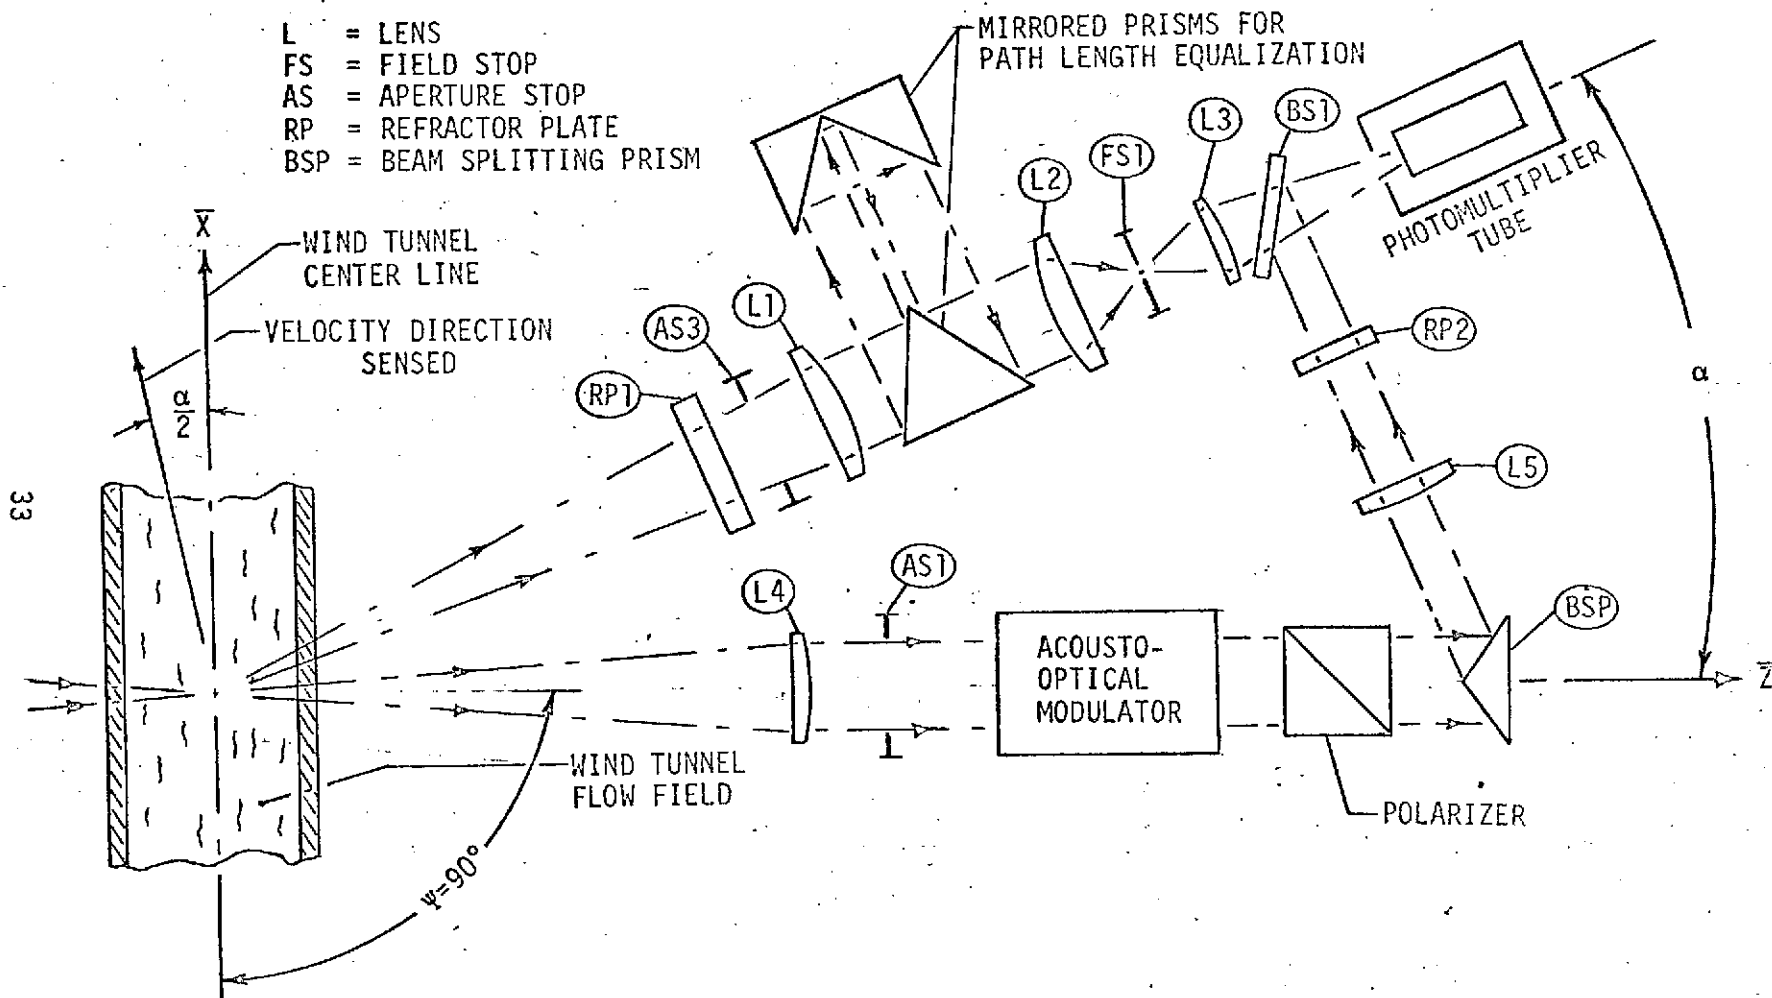 L = LENS
FS = FIELD STOP
AS = APERTURE STOP
RP = REFRACTOR PLATE
BSP = BEAM SPLITTING PRISM
MIRRORED PRISMS FOR
PATH LENGTH EQUALIZATION
X̅
WIND TUNNEL
CENTER LINE
VELOCITY DIRECTION
SENSED
α
2
RP1
AS3
L1
L2
FS1
L3
BS1
PHOTOMULTIPLIER
TUBE
RP2
α
L5
33
L4
AS1
ACOUSTO-
OPTICAL
MODULATOR
BSP
Z̅
WIND TUNNEL
FLOW FIELD
POLARIZER
Ψ=90°